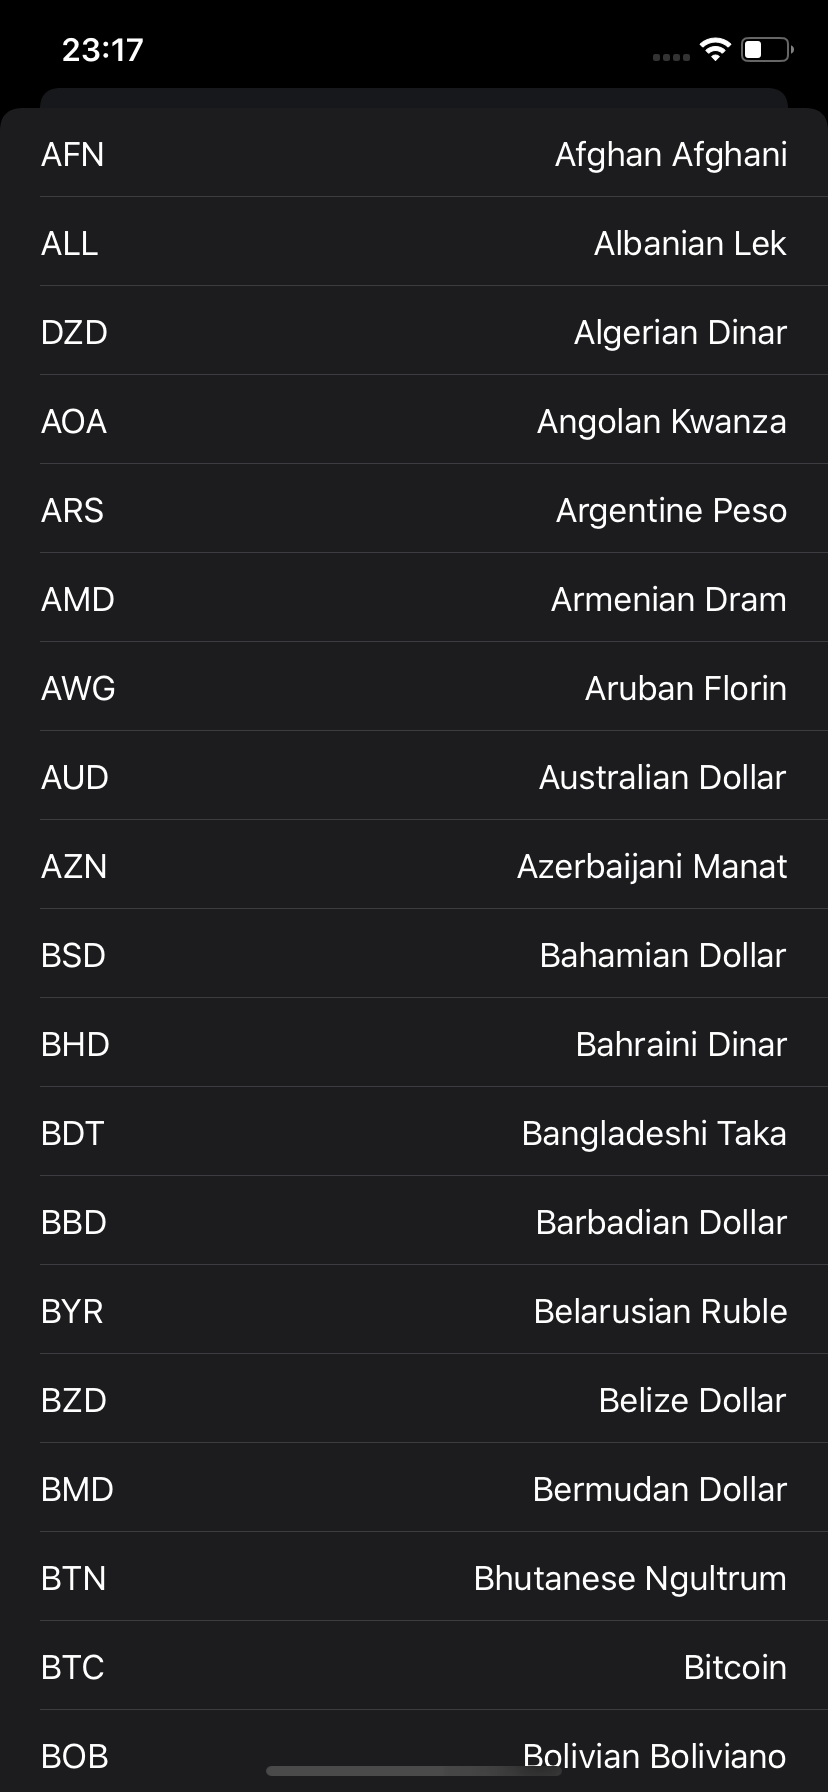 23:17
AFN Afghan Afghani
ALL Albanian Lek
DZD Algerian Dinar
AOA Angolan Kwanza
ARS Argentine Peso
AMD Armenian Dram
AWG Aruban Florin
AUD Australian Dollar
AZN Azerbaijani Manat
BSD Bahamian Dollar
BHD Bahraini Dinar
BDT Bangladeshi Taka
BBD Barbadian Dollar
BYR Belarusian Ruble
BZD Belize Dollar
BMD Bermudan Dollar
BTN Bhutanese Ngultrum
BTC Bitcoin
BOB Bolivian Boliviano